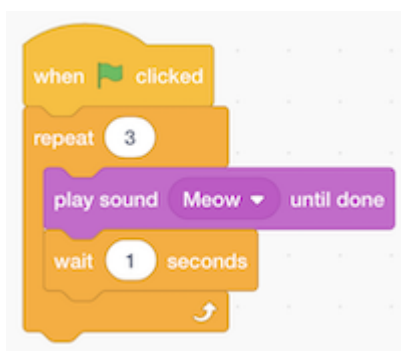 when clicked
repeat 3
play sound Meow until done
wait 1 seconds